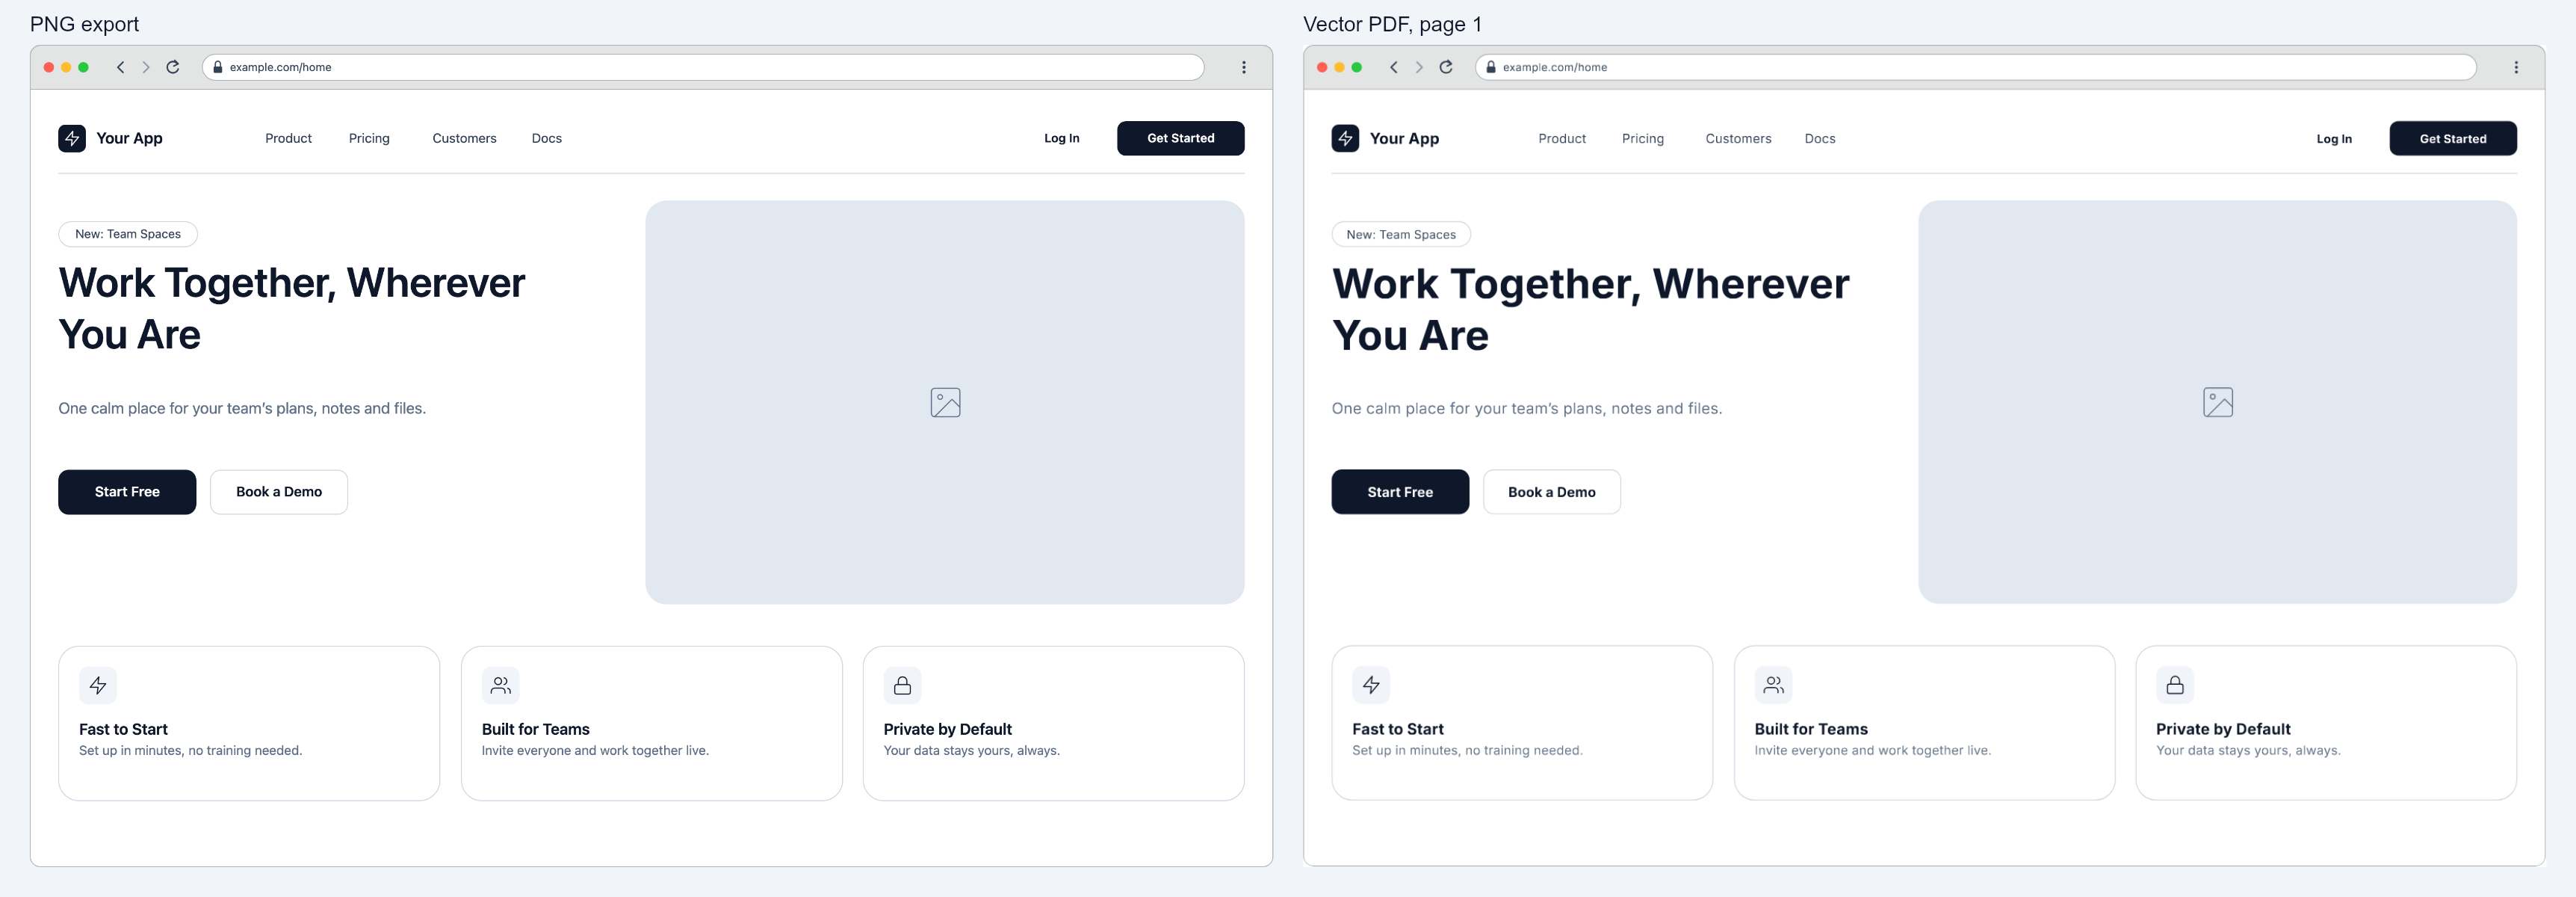 PNG export
example.com/home
Your App Product Pricing Customers Docs Log In Get Started
New: Team Spaces
Work Together, Wherever
You Are
One calm place for your team’s plans, notes and files.
Start Free Book a Demo
Fast to Start
Set up in minutes, no training needed.
Built for Teams
Invite everyone and work together live.
Private by Default
Your data stays yours, always.
Vector PDF, page 1
example.com/home
Your App Product Pricing Customers Docs Log In Get Started
New: Team Spaces
Work Together, Wherever
You Are
One calm place for your team’s plans, notes and files.
Start Free Book a Demo
Fast to Start
Set up in minutes, no training needed.
Built for Teams
Invite everyone and work together live.
Private by Default
Your data stays yours, always.